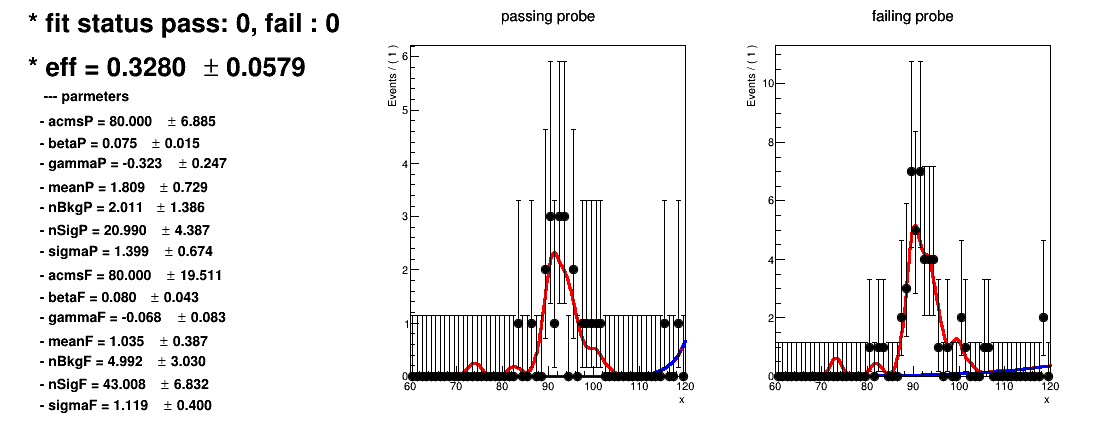 * fit status pass: 0, fail : 0
* eff = 0.3280 ± 0.0579
--- parmeters
- acmsP = 80.000 ± 6.885
- betaP = 0.075 ± 0.015
- gammaP = -0.323 ± 0.247
- meanP = 1.809 ± 0.729
- nBkgP = 2.011 ± 1.386
- nSigP = 20.990 ± 4.387
- sigmaP = 1.399 ± 0.674
- acmsF = 80.000 ± 19.511
- betaF = 0.080 ± 0.043
- gammaF = -0.068 ± 0.083
- meanF = 1.035 ± 0.387
- nBkgF = 4.992 ± 3.030
- nSigF = 43.008 ± 6.832
- sigmaF = 1.119 ± 0.400
passing probe
Events / ( 1 )
6
5
4
3
2
1
0
60 70 80 90 100 110 120
x
failing probe
Events / ( 1 )
10
8
6
4
2
0
60 70 80 90 100 110 120
x